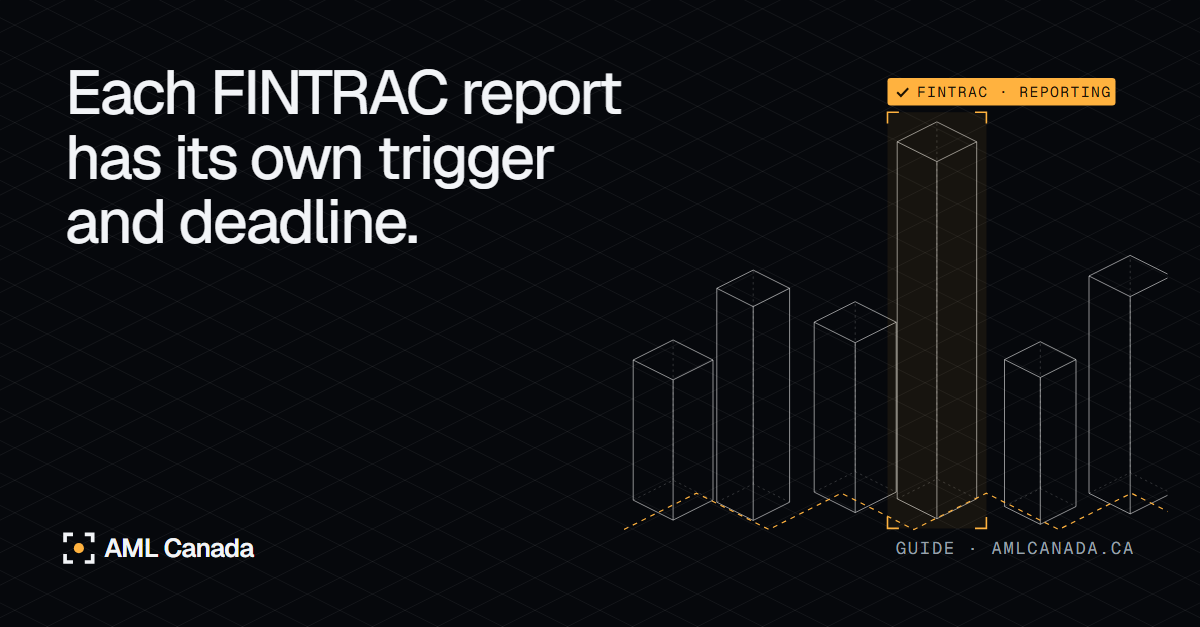 Each FINTRAC report
has its own trigger
and deadline.
FINTRAC · REPORTING
AML Canada
GUIDE · AMLCANADA.CA